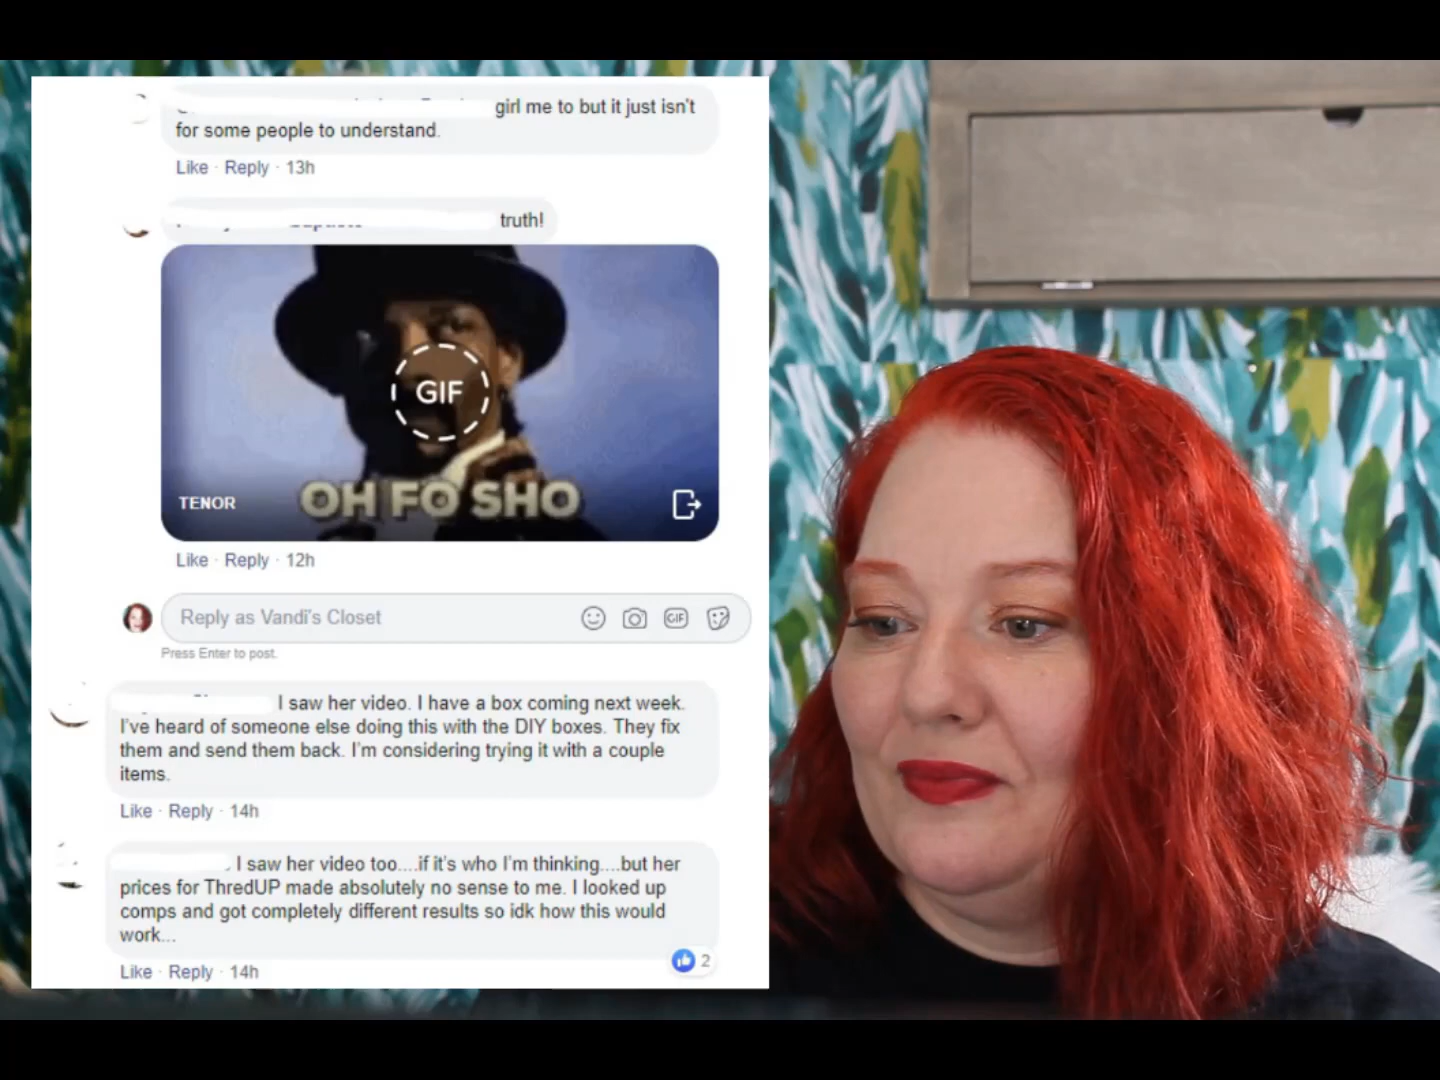 girl me to but it just isn't
for some people to understand.
Like · Reply · 13h
truth!
GIF
TENOR
OH FO SHO
Like · Reply · 12h
Reply as Vandi's Closet
GIF
Press Enter to post.
I saw her video. I have a box coming next week.
I've heard of someone else doing this with the DIY boxes. They fix
them and send them back. I'm considering trying it with a couple
items.
Like · Reply · 14h
I saw her video too....if it's who I'm thinking....but her
prices for ThredUP made absolutely no sense to me. I looked up
comps and got completely different results so idk how this would
work...
2
Like · Reply · 14h